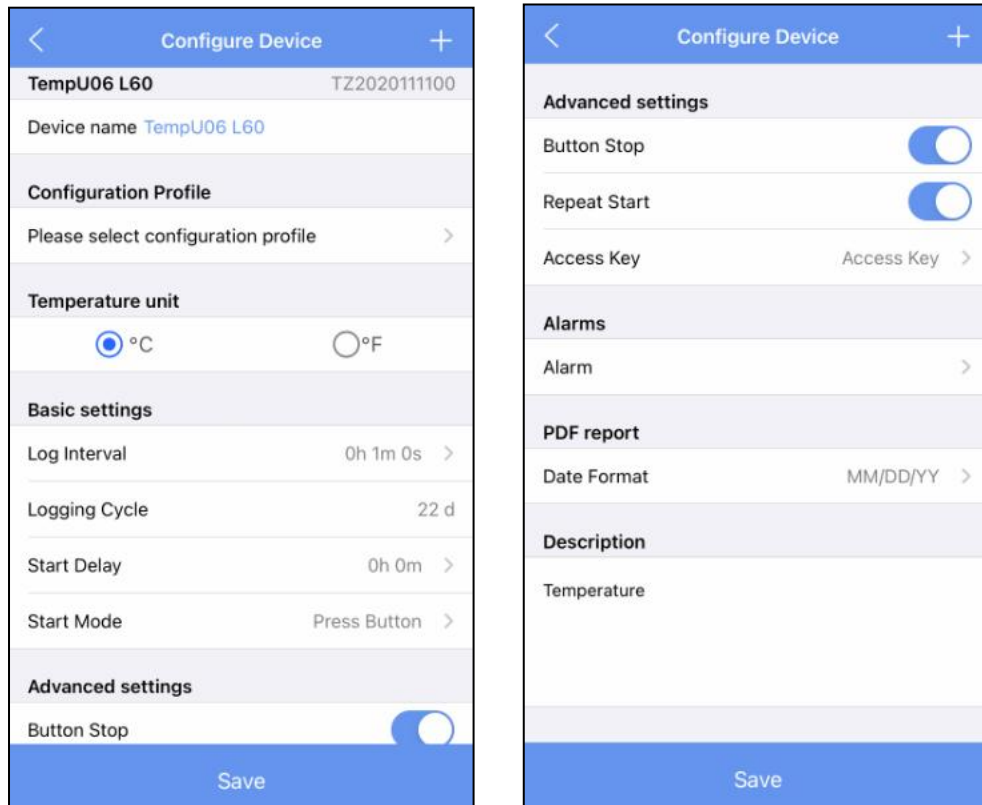 Configure Device
TempU06 L60 TZ2020111100
Device name TempU06 L60
Configuration Profile
Please select configuration profile
Temperature unit
°C °F
Basic settings
Log Interval 0h 1m 0s
Logging Cycle 22 d
Start Delay 0h 0m
Start Mode Press Button
Advanced settings
Button Stop
Save
Configure Device
Advanced settings
Button Stop
Repeat Start
Access Key Access Key
Alarms
Alarm
PDF report
Date Format MM/DD/YY
Description
Temperature
Save